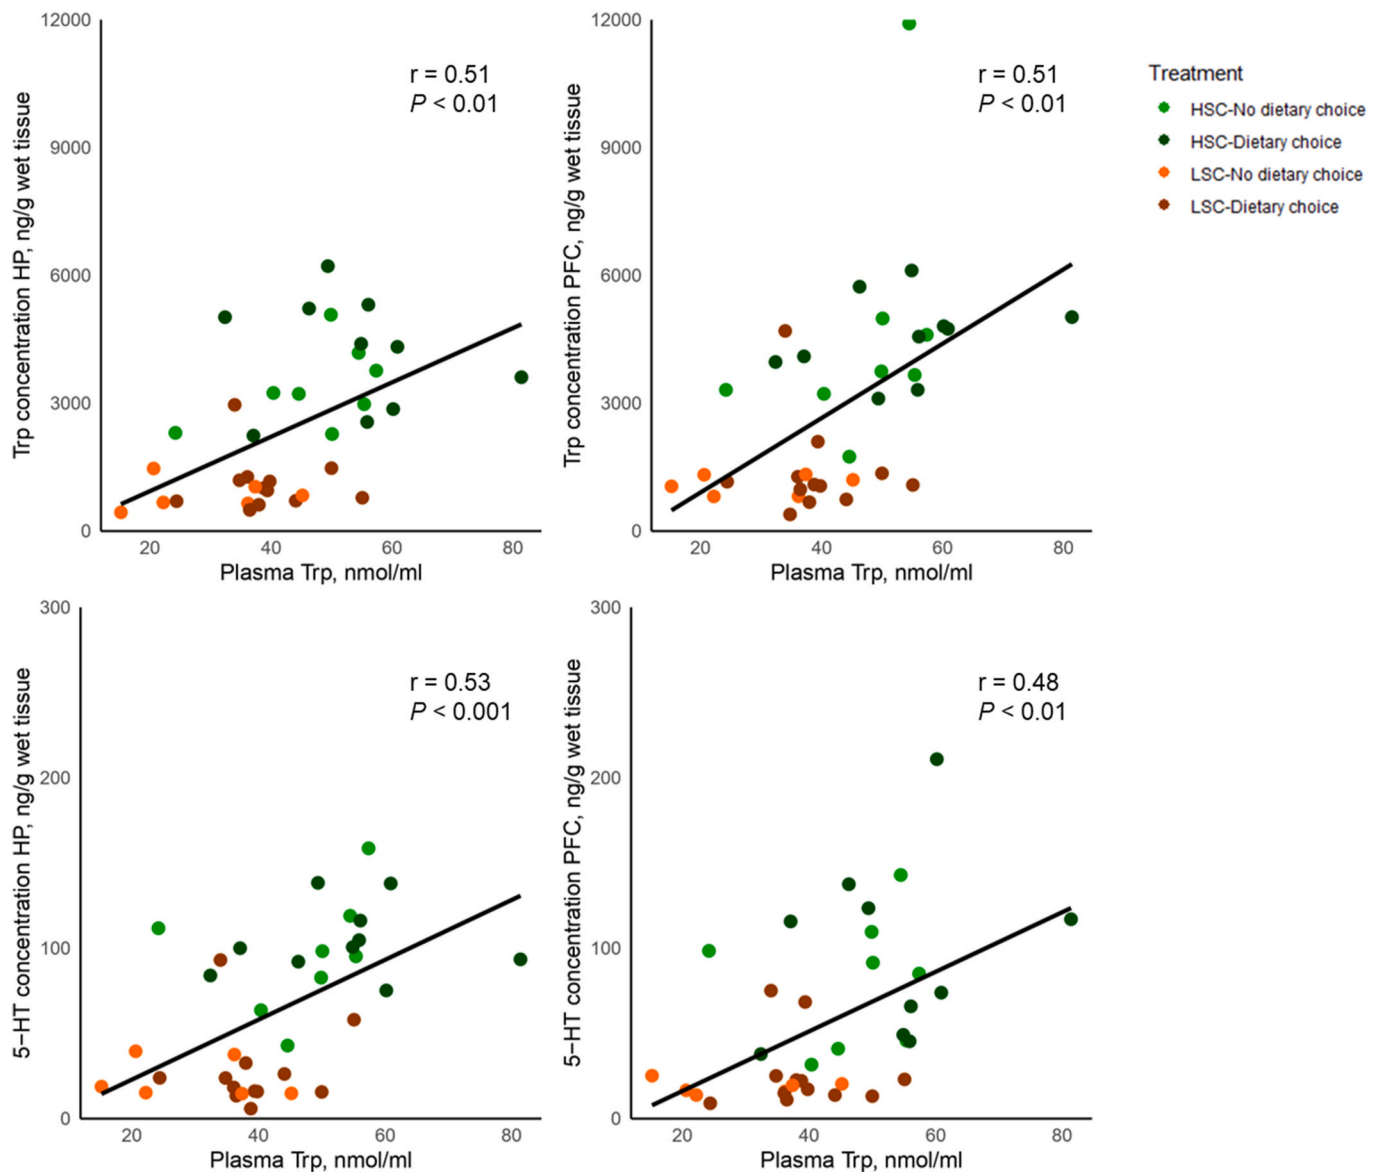 12000
9000
6000
3000
0
Trp concentration HP, ng/g wet tissue
r = 0.51
P < 0.01
20 40 60 80
Plasma Trp, nmol/ml
12000
9000
6000
3000
0
Trp concentration PFC, ng/g wet tissue
r = 0.51
P < 0.01
20 40 60 80
Plasma Trp, nmol/ml
Treatment
HSC-No dietary choice
HSC-Dietary choice
LSC-No dietary choice
LSC-Dietary choice
300
200
100
0
5−HT concentration HP, ng/g wet tissue
r = 0.53
P < 0.001
20 40 60 80
Plasma Trp, nmol/ml
300
200
100
0
5−HT concentration PFC, ng/g wet tissue
r = 0.48
P < 0.01
20 40 60 80
Plasma Trp, nmol/ml